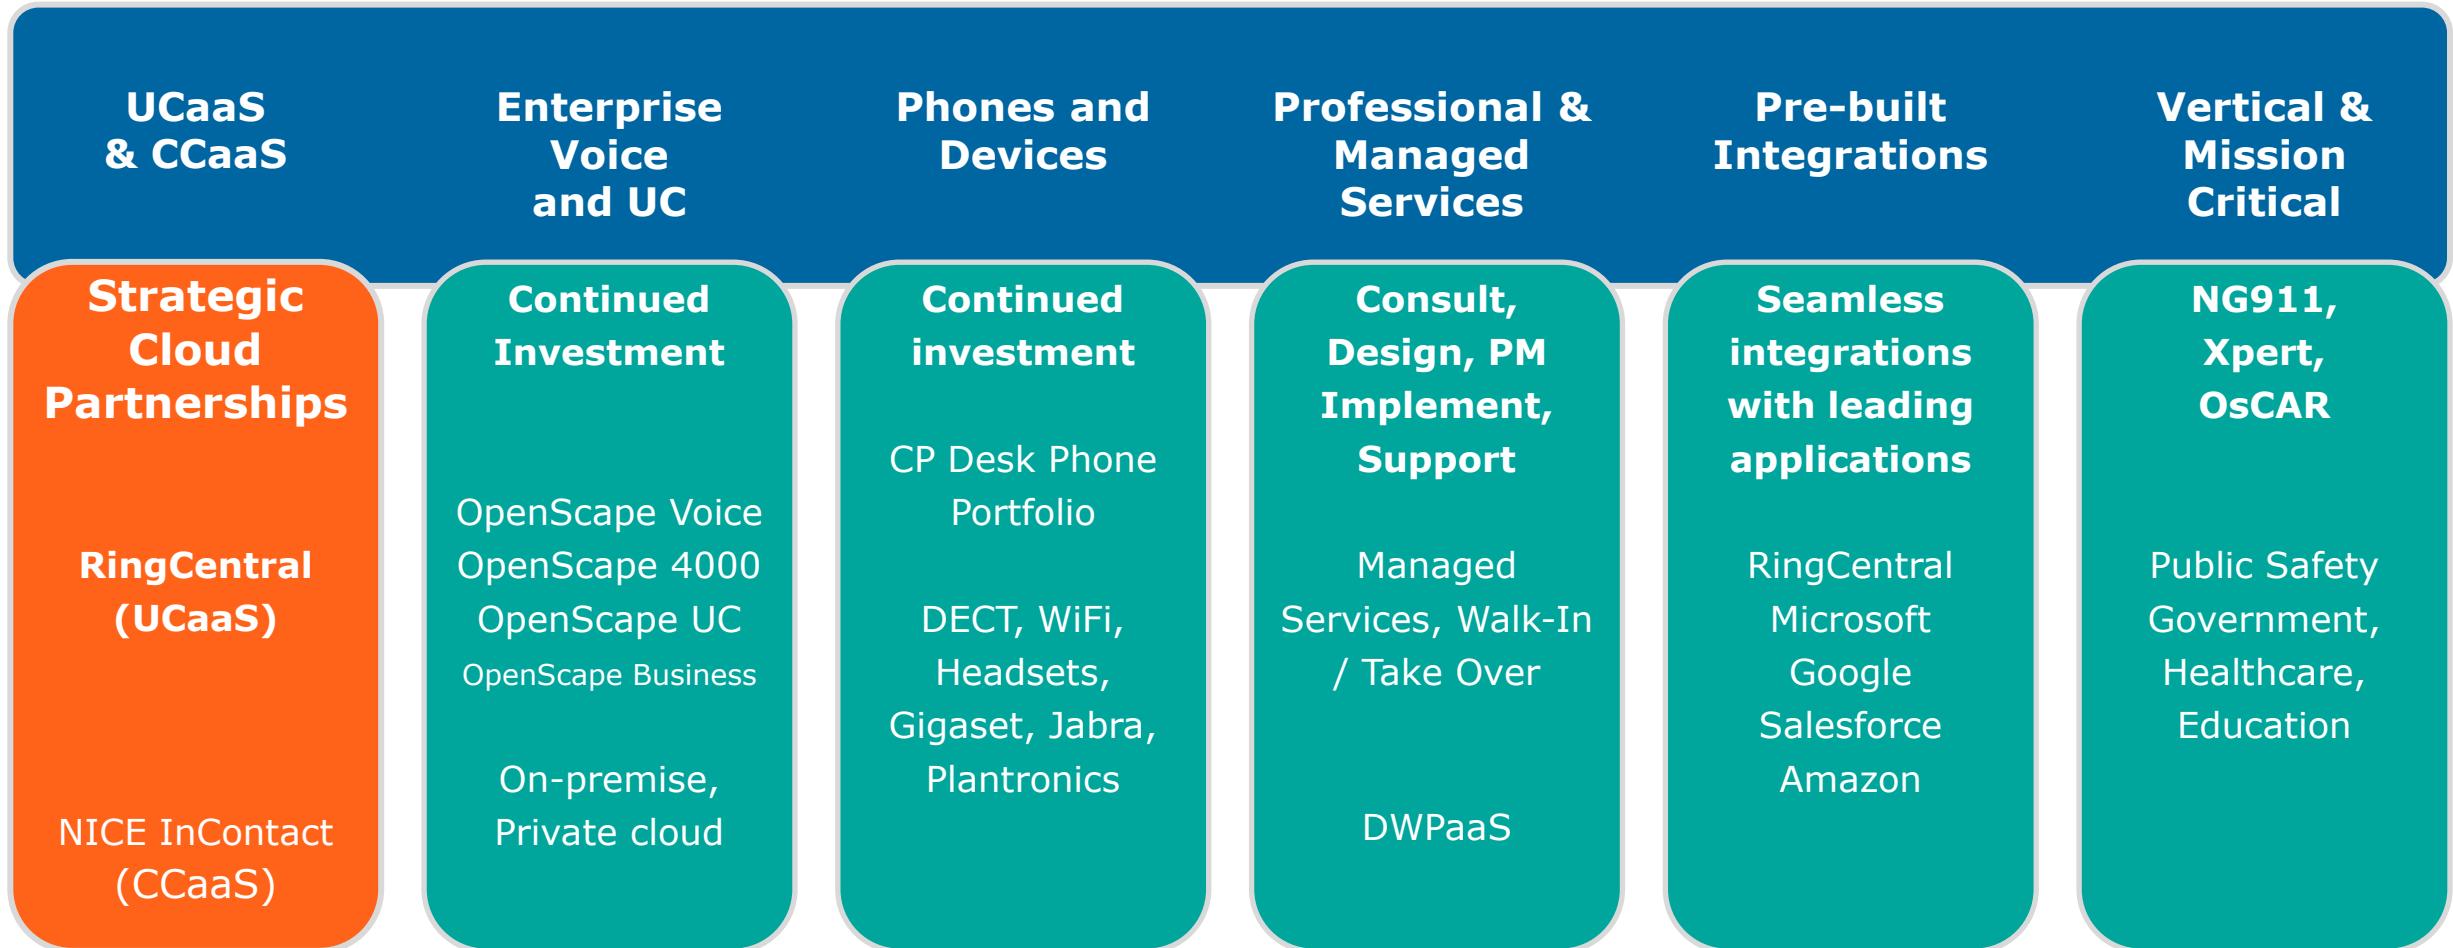 UCaaS
& CCaaS
Enterprise
Voice
and UC
Phones and
Devices
Professional &
Managed
Services
Pre-built
Integrations
Vertical &
Mission
Critical
Strategic
Cloud
Partnerships
RingCentral
(UCaaS)
NICE InContact
(CCaaS)
Continued
Investment
OpenScape Voice
OpenScape 4000
OpenScape UC
OpenScape Business
On-premise,
Private cloud
Continued
investment
CP Desk Phone
Portfolio
DECT, WiFi,
Headsets,
Gigaset, Jabra,
Plantronics
Consult,
Design, PM
Implement,
Support
Managed
Services, Walk-In
/ Take Over
DWPaaS
Seamless
integrations
with leading
applications
RingCentral
Microsoft
Google
Salesforce
Amazon
NG911,
Xpert,
OsCAR
Public Safety
Government,
Healthcare,
Education